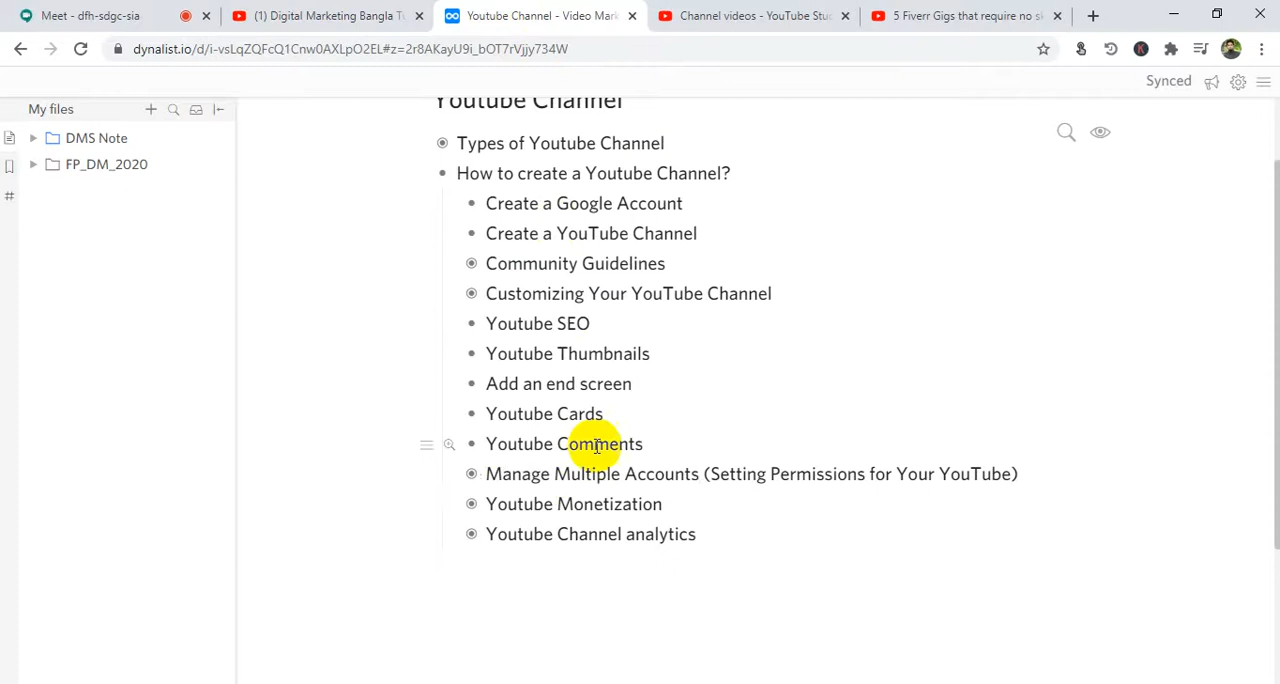 Meet - dfh-sdgc-sia
(1) Digital Marketing Bangla Tu
Youtube Channel - Video Mark
Channel videos - YouTube Stud
5 Fiverr Gigs that require no sk
dynalist.io/d/i-vsLqZQFcQ1Cnw0AXLpO2EL#z=2r8AKayU9i_bOT7rVjjy734W
Synced
My files
DMS Note
FP_DM_2020
Youtube Channel
Types of Youtube Channel
How to create a Youtube Channel?
Create a Google Account
Create a YouTube Channel
Community Guidelines
Customizing Your YouTube Channel
Youtube SEO
Youtube Thumbnails
Add an end screen
Youtube Cards
Youtube Comments
Manage Multiple Accounts (Setting Permissions for Your YouTube)
Youtube Monetization
Youtube Channel analytics